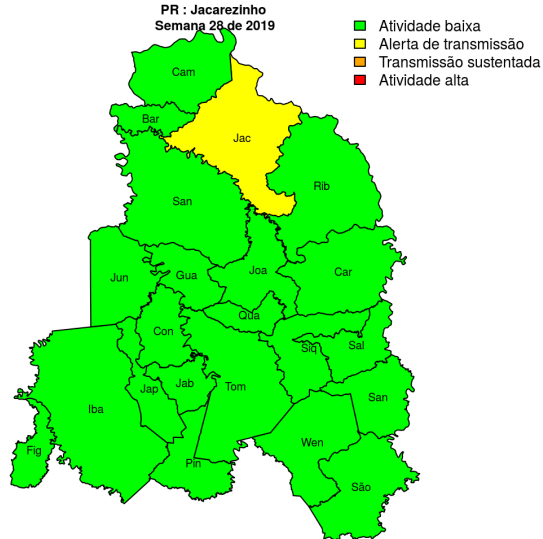 PR : Jacarezinho
Semana 28 de 2019
Atividade baixa
Alerta de transmissão
Transmissão sustentada
Atividade alta
Cam
Bar
Jac
Rib
San
Jun
Gua
Joa
Car
Qua
Con
Siq
Sal
Jap
Jab
Tom
San
Iba
Wen
Fig
Pin
São